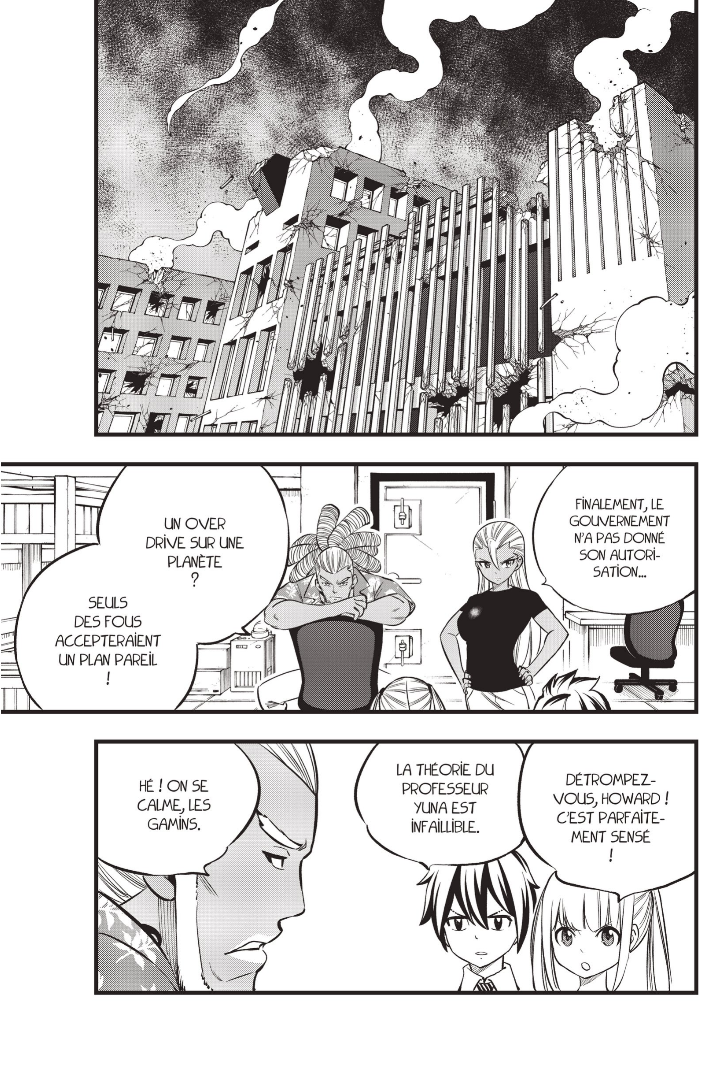 FINALEMENT, LE
GOUVERNEMENT
N'A PAS DONNÉ
SON AUTORI-
SATION...
UN OVER
DRIVE SUR UNE
PLANÈTE
?
SEULS
DES FOUS
ACCEPTERAIENT
UN PLAN PAREIL
!
DÉTROMPEZ-
VOUS, HOWARD !
C'EST PARFAITE-
MENT SENSÉ
!
LA THÉORIE DU
PROFESSEUR
YUNA EST
INFAILLIBLE.
HÉ ! ON SE
CALME, LES
GAMINS.